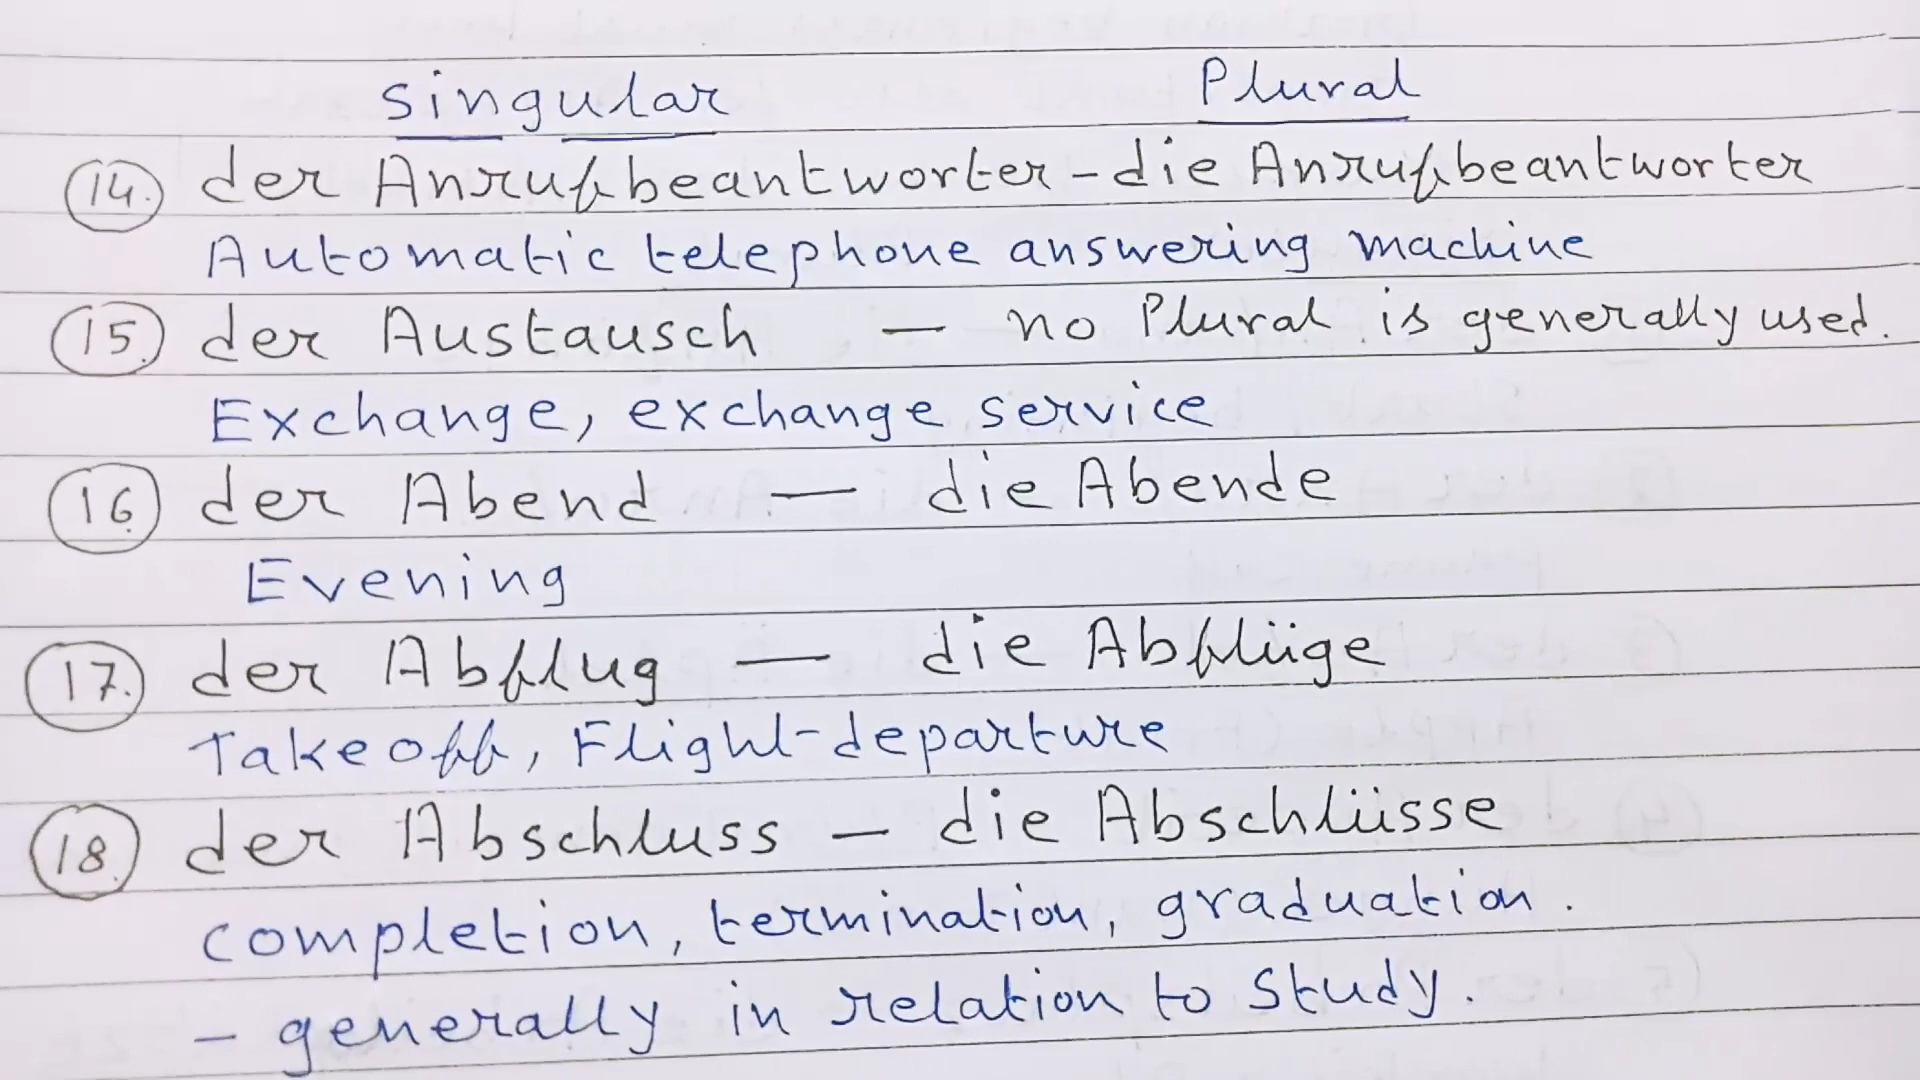 Singular Plural
14. der Anrufbeantworter - die Anrufbeantworter
Automatic telephone answering machine
15. der Austausch — no Plural is generally used.
Exchange, exchange service
16. der Abend — die Abende
Evening
17. der Abflug — die Abflüge
Takeoff, Flight-departure
18. der Abschluss — die Abschlüsse
completion, termination, graduation.
- generally in relation to study.